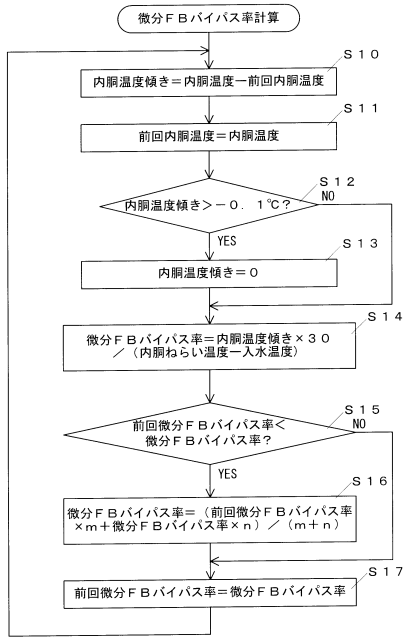 微分ＦＢバイパス率計算
Ｓ１０
内胴温度傾き＝内胴温度－前回内胴温度
Ｓ１１
前回内胴温度＝内胴温度
Ｓ１２
内胴温度傾き＞－０．１℃？
NO
YES
Ｓ１３
内胴温度傾き＝０
Ｓ１４
微分ＦＢバイパス率＝内胴温度傾き×３０
／（内胴ねらい温度－入水温度）
Ｓ１５
前回微分ＦＢバイパス率＜
微分ＦＢバイパス率？
NO
YES
Ｓ１６
微分ＦＢバイパス率＝（前回微分ＦＢバイパス率
×ｍ＋微分ＦＢバイパス率×ｎ）／（ｍ＋ｎ）
Ｓ１７
前回微分ＦＢバイパス率＝微分ＦＢバイパス率